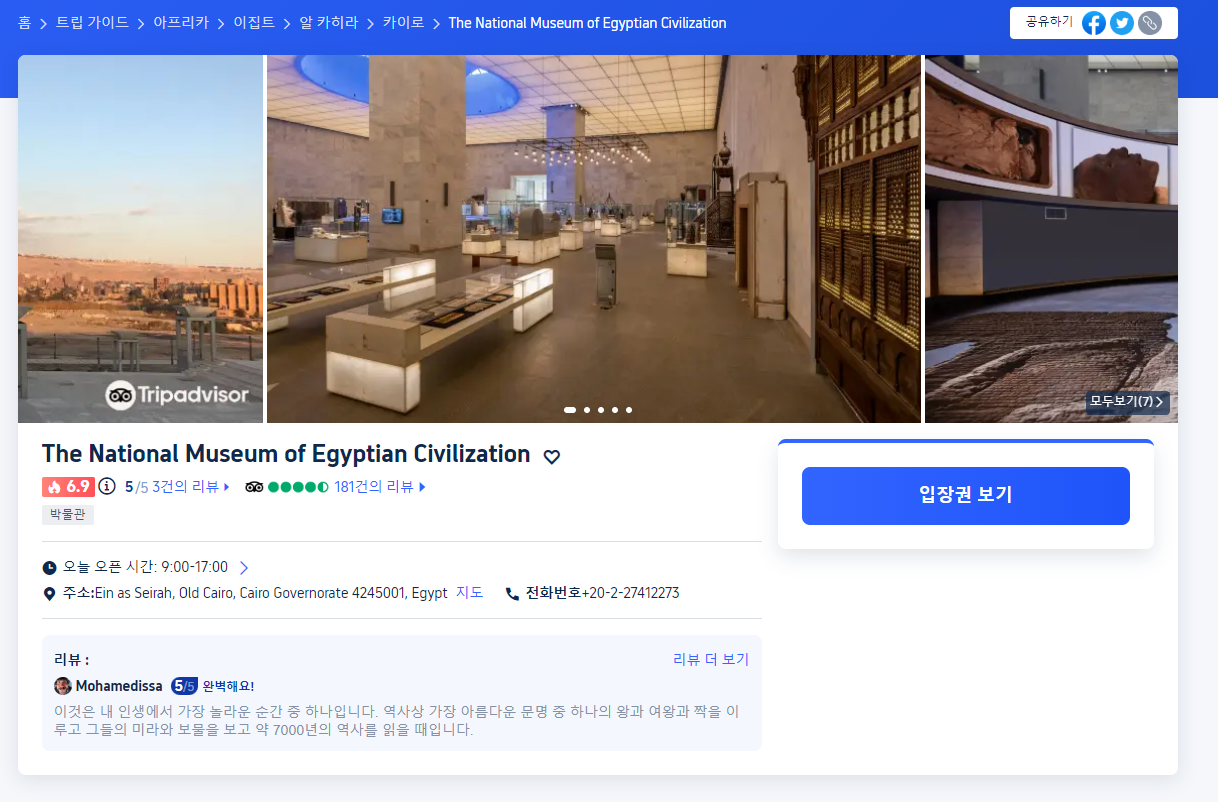 홈 > 트립 가이드 > 아프리카 > 이집트 > 알 카히라 > 카이로 > The National Museum of Egyptian Civilization
공유하기
Tripadvisor
모두보기(7) >
The National Museum of Egyptian Civilization
6.9 5/5 3건의 리뷰 181건의 리뷰
박물관
입장권 보기
오늘 오픈 시간: 9:00-17:00
주소:Ein as Seirah, Old Cairo, Cairo Governorate 4245001, Egypt 지도 전화번호+20-2-27412273
리뷰 : 리뷰 더 보기
Mohamedissa 5/5 완벽해요!
이것은 내 인생에서 가장 놀라운 순간 중 하나입니다. 역사상 가장 아름다운 문명 중 하나의 왕과 여왕과 짝을 이
루고 그들의 미라와 보물을 보고 약 7000년의 역사를 읽을 때입니다.